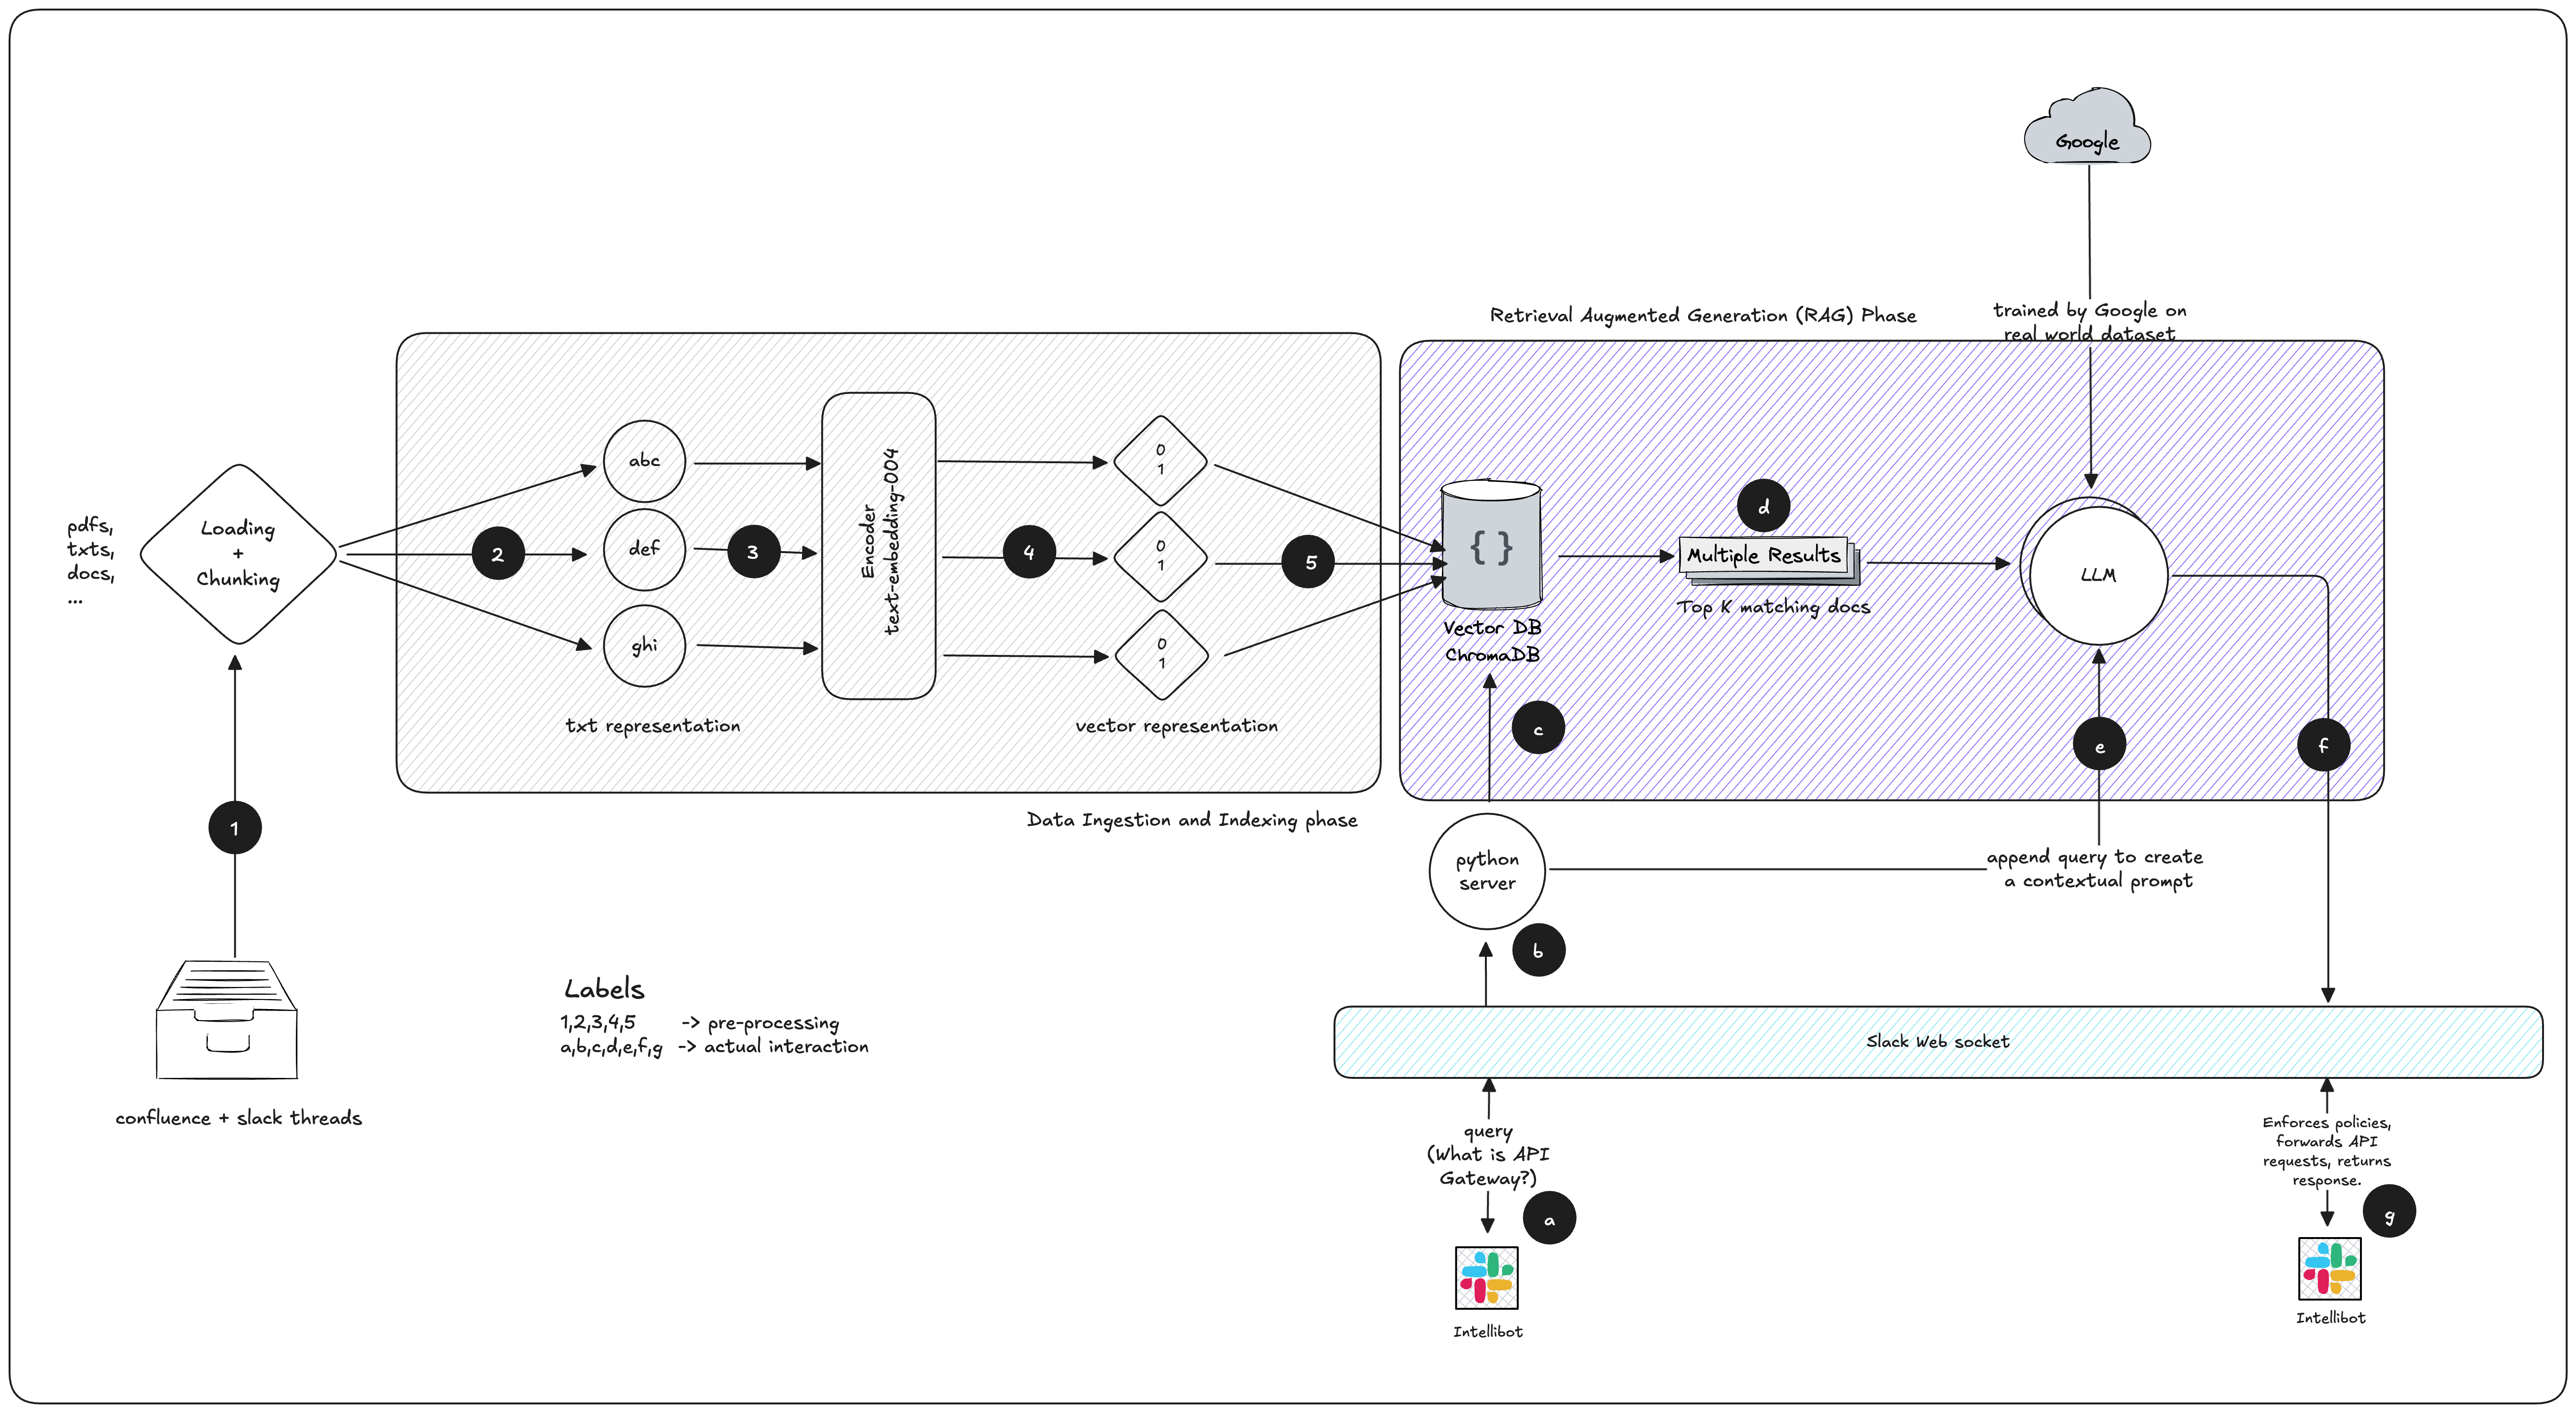 Google
trained by Google on
real world dataset
Retrieval Augmented Generation (RAG) Phase
pdfs,
txts,
docs,
...
Loading
+
Chunking
1
confluence + slack threads
2
abc
def
ghi
txt representation
3
Encoder
text-embedding-004
4
0
1
0
1
0
1
vector representation
5
Data Ingestion and Indexing phase
{ }
Vector DB
ChromaDB
d
Multiple Results
Top K matching docs
LLM
c
e
f
python
server
append query to create
a contextual prompt
b
Labels
1,2,3,4,5 -> pre-processing
a,b,c,d,e,f,g -> actual interaction
Slack Web socket
query
(What is API
Gateway?)
a
Intellibot
Enforces policies,
forwards API
requests, returns
response.
g
Intellibot